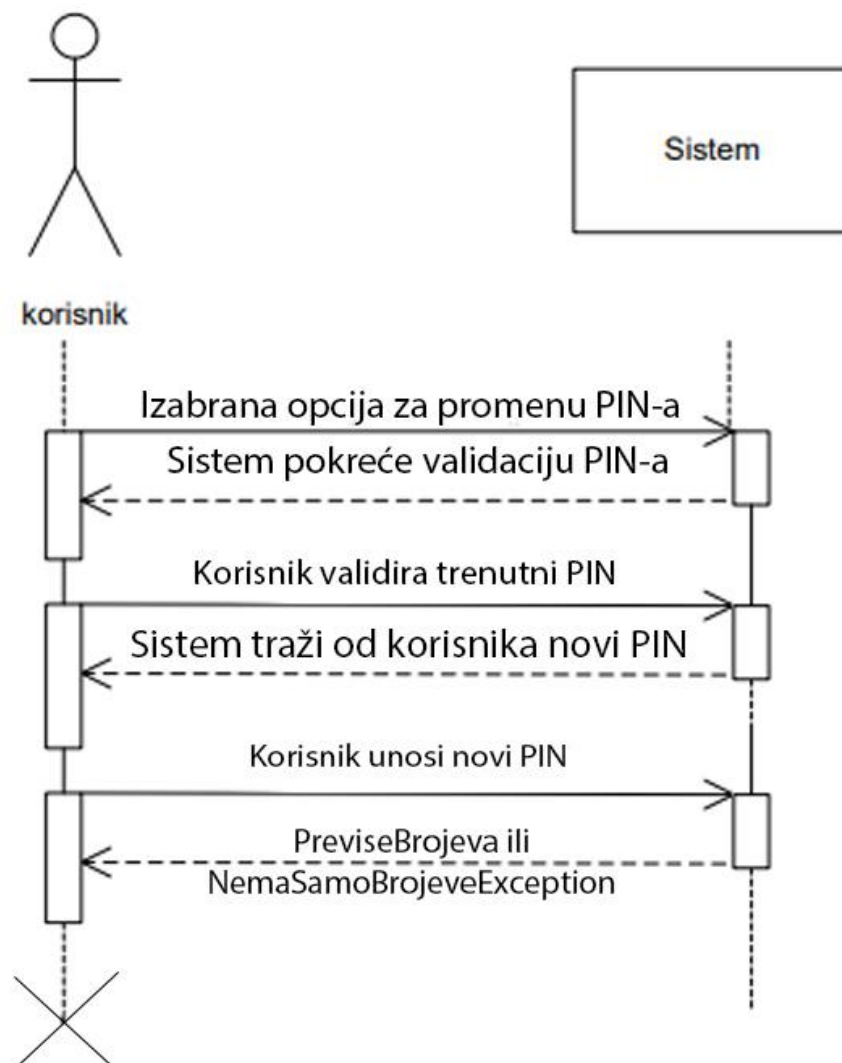 Sistem
korisnik
Izabrana opcija za promenu PIN-a
Sistem pokreće validaciju PIN-a
Korisnik validira trenutni PIN
Sistem traži od korisnika novi PIN
Korisnik unosi novi PIN
PreviseBrojeva ili
NemaSamoBrojeveException